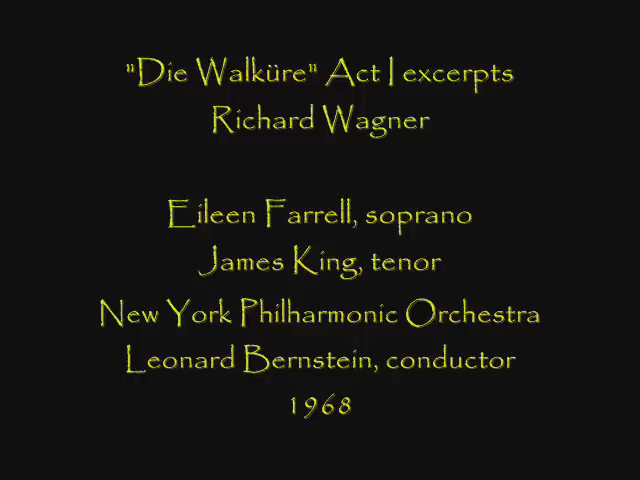 "Die Walküre" Act I excerpts
Richard Wagner
Eileen Farrell, soprano
James King, tenor
New York Philharmonic Orchestra
Leonard Bernstein, conductor
1968